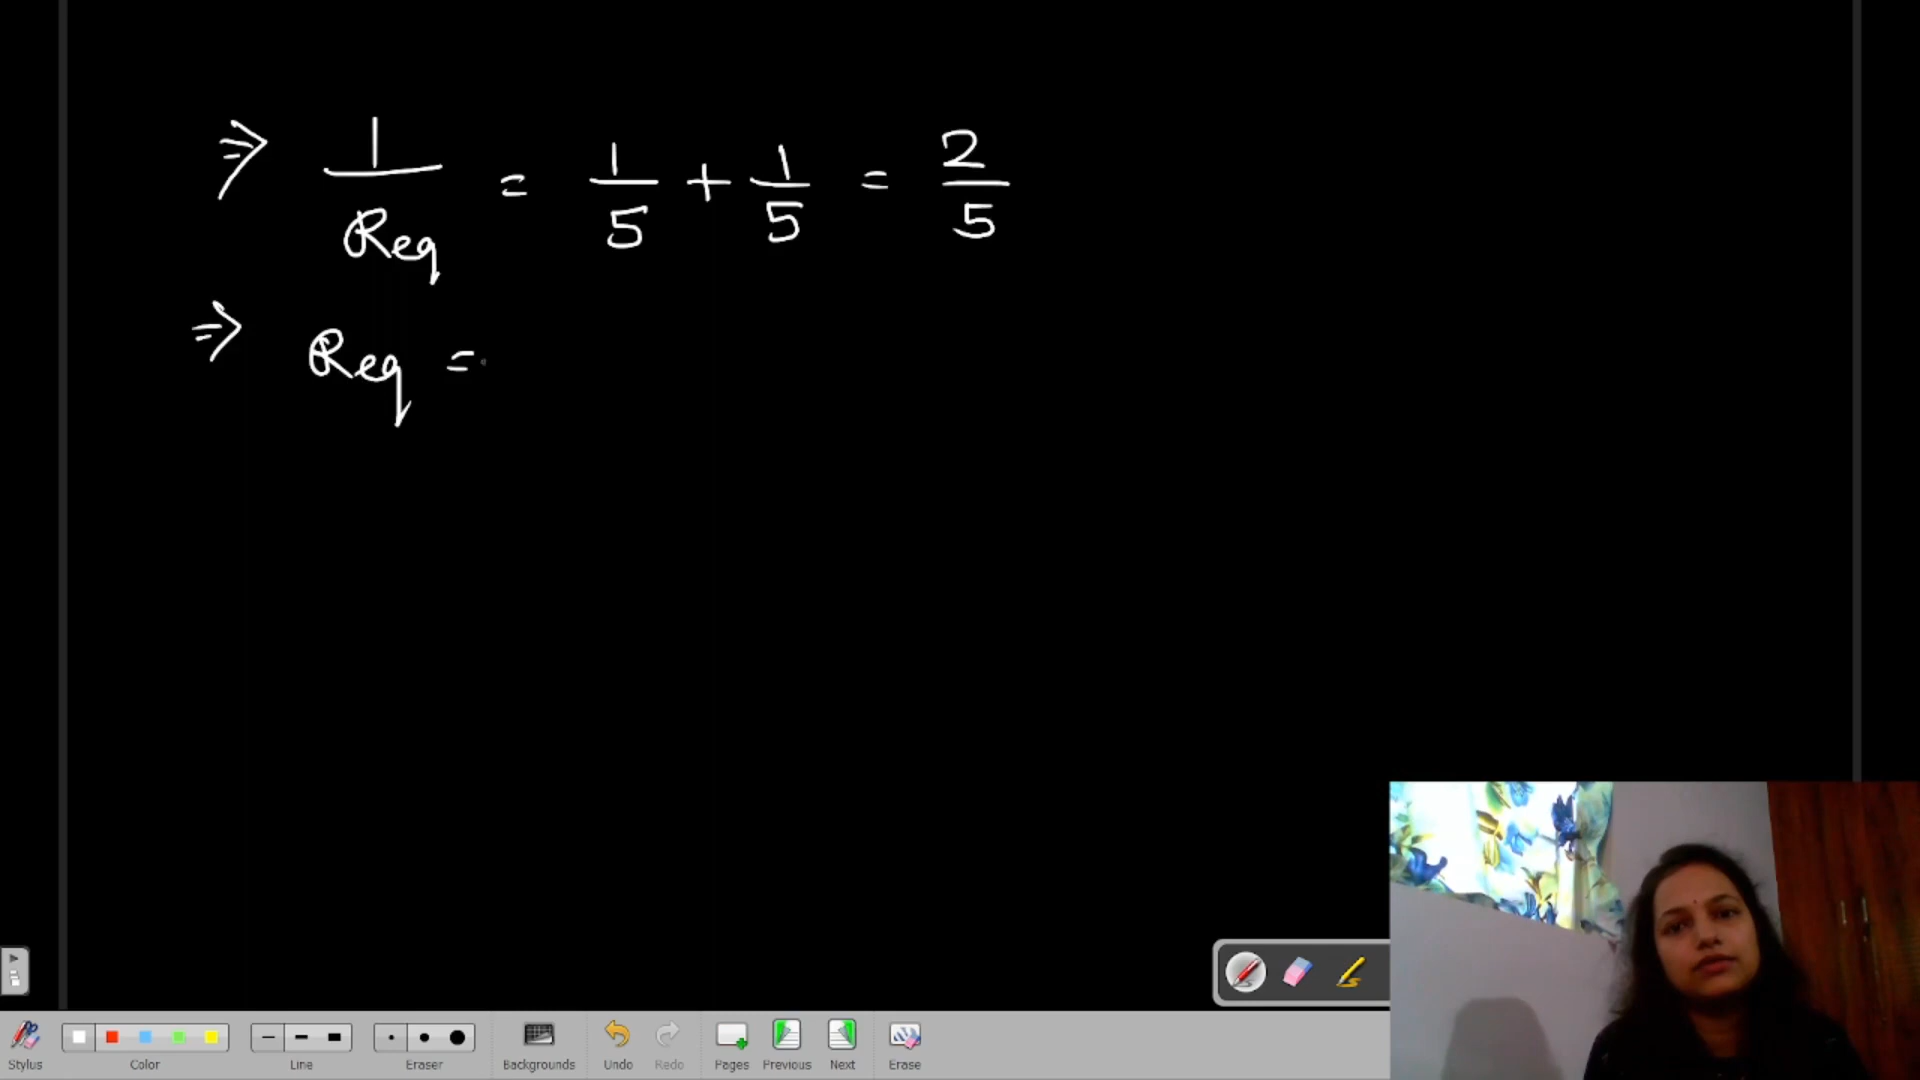 ⇒ 1/Req = 1/5 + 1/5 = 2/5
⇒ Req =
Stylus Color Line Eraser Backgrounds Undo Redo Pages Previous Next Erase